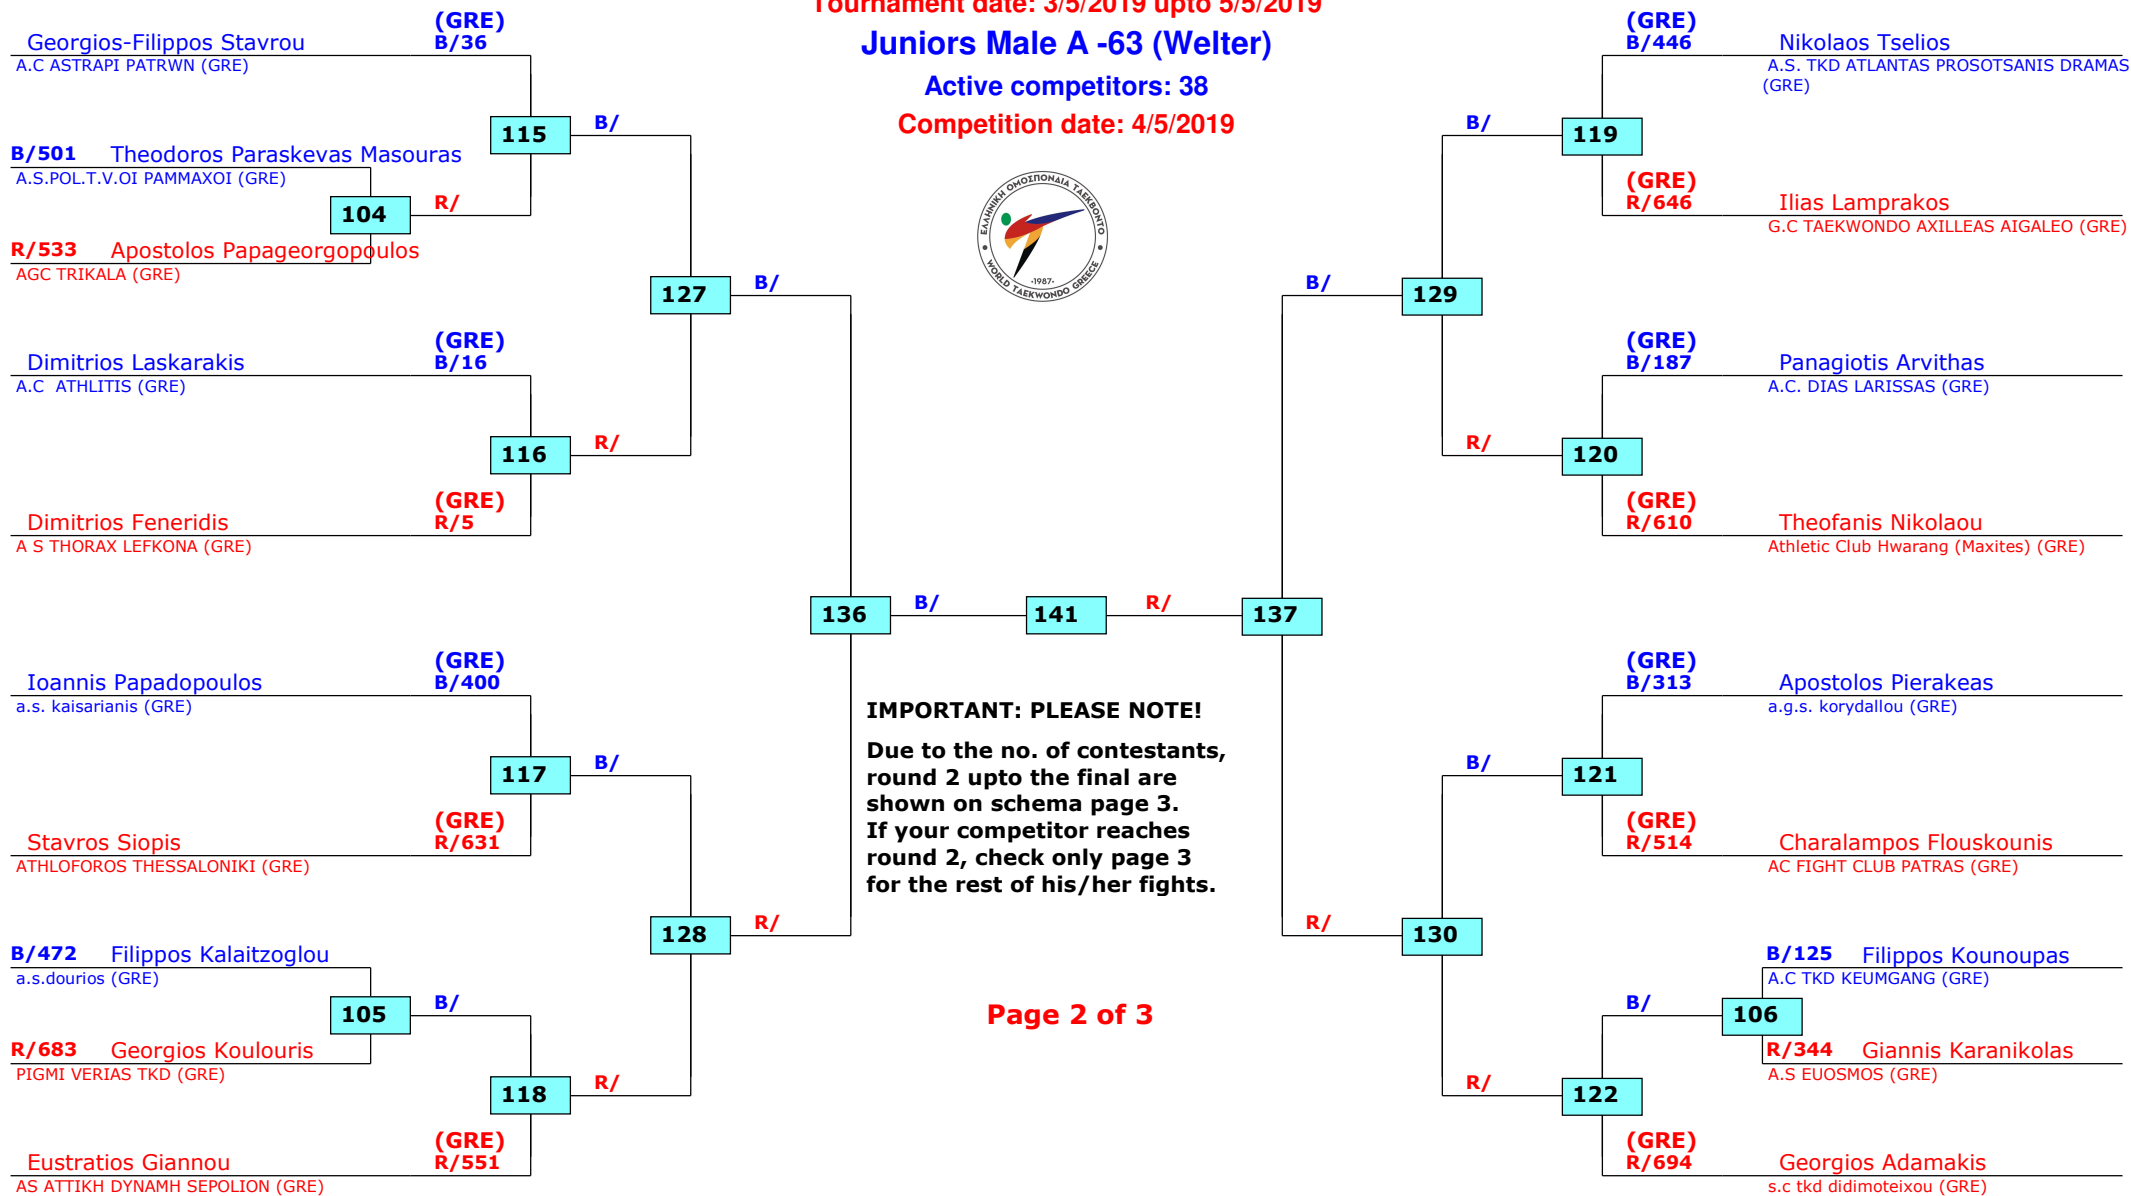 Tournament date: 3/5/2019 upto 5/5/2019
Juniors Male A -63 (Welter)
Active competitors: 38
Competition date: 4/5/2019
ΕΛΛΗΝΙΚΗ ΟΜΟΣΠΟΝΔΙΑ ΤΑΕΚΒΟΝΤΟ
-1987-
WORLD TAEKWONDO GREECE
(GRE)
Georgios-Filippos Stavrou B/36
A.C ASTRAPI PATRWN (GRE)
115 B/
B/501 Theodoros Paraskevas Masouras
A.S.POL.T.V.OI PAMMAXOI (GRE)
104 R/
R/533 Apostolos Papageorgopoulos
AGC TRIKALA (GRE)
127 B/
(GRE)
Dimitrios Laskarakis B/16
A.C ATHLITIS (GRE)
116 R/
(GRE)
Dimitrios Feneridis R/5
A S THORAX LEFKONA (GRE)
136 B/ 141 R/ 137
(GRE)
Ioannis Papadopoulos B/400
a.s. kaisarianis (GRE)
117 B/
(GRE)
Stavros Siopis R/631
ATHLOFOROS THESSALONIKI (GRE)
128 R/
B/472 Filippos Kalaitzoglou
a.s.dourios (GRE)
105 B/
R/683 Georgios Koulouris
PIGMI VERIAS TKD (GRE)
118 R/
(GRE)
Eustratios Giannou R/551
AS ATTIKH DYNAMH SEPOLION (GRE)
IMPORTANT: PLEASE NOTE!
Due to the no. of contestants,
round 2 upto the final are
shown on schema page 3.
If your competitor reaches
round 2, check only page 3
for the rest of his/her fights.
Page 2 of 3
(GRE)
B/446 Nikolaos Tselios
A.S. TKD ATLANTAS PROSOTSANIS DRAMAS
(GRE)
B/ 119
(GRE)
R/646 Ilias Lamprakos
G.C TAEKWONDO AXILLEAS AIGALEO (GRE)
B/ 129
(GRE)
B/187 Panagiotis Arvithas
A.C. DIAS LARISSAS (GRE)
R/ 120
(GRE)
R/610 Theofanis Nikolaou
Athletic Club Hwarang (Maxites) (GRE)
(GRE)
B/313 Apostolos Pierakeas
a.g.s. korydallou (GRE)
B/ 121
(GRE)
R/514 Charalampos Flouskounis
AC FIGHT CLUB PATRAS (GRE)
R/ 130
B/125 Filippos Kounoupas
A.C TKD KEUMGANG (GRE)
B/ 106
R/344 Giannis Karanikolas
A.S EUOSMOS (GRE)
R/ 122
(GRE)
R/694 Georgios Adamakis
s.c tkd didimoteixou (GRE)